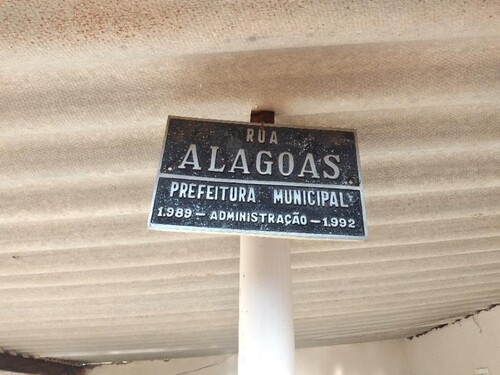 RUA
ALAGOAS
PREFEITURA MUNICIPAL
1.989 — ADMINISTRAÇÃO — 1.992